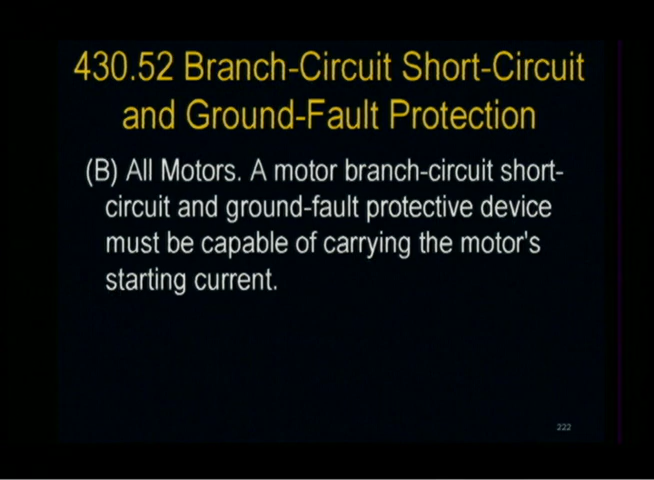 430.52 Branch-Circuit Short-Circuit
and Ground-Fault Protection
(B) All Motors. A motor branch-circuit short-
circuit and ground-fault protective device
must be capable of carrying the motor's
starting current.
222